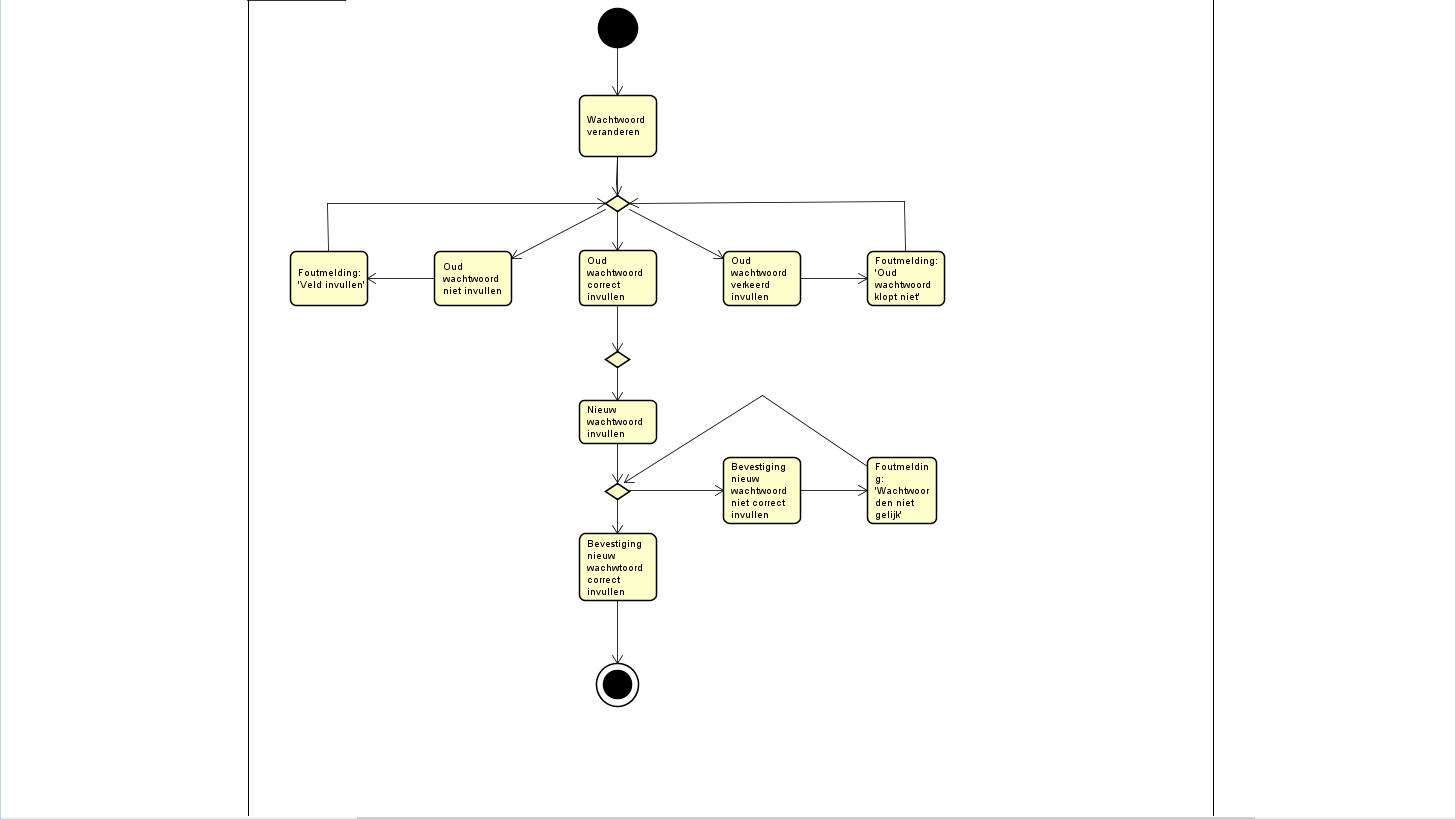 Wachtwoord
veranderen
Foutmelding:
'Veld invullen'
Oud
wachtwoord
niet invullen
Oud
wachtwoord
correct
invullen
Oud
wachtwoord
verkeerd
invullen
Foutmelding:
'Oud
wachtwoord
klopt niet'
Nieuw
wachtwoord
invullen
Bevestiging
nieuw
wachtwoord
niet correct
invullen
Foutmeldin
g:
'Wachtwoor
den niet
gelijk'
Bevestiging
nieuw
wachwtoord
correct
invullen